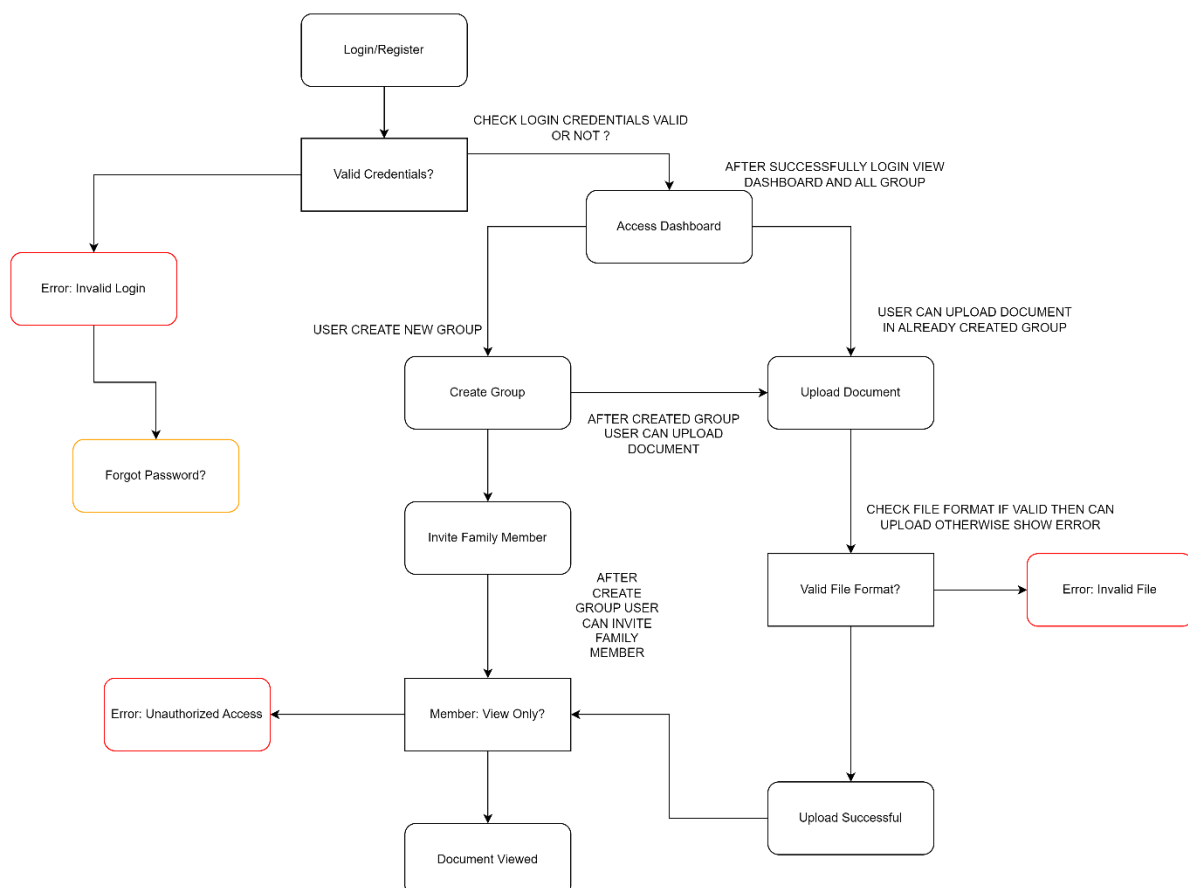 Login/Register
CHECK LOGIN CREDENTIALS VALID
OR NOT ?
Valid Credentials?
AFTER SUCCESSFULLY LOGIN VIEW
DASHBOARD AND ALL GROUP
Access Dashboard
Error: Invalid Login
USER CREATE NEW GROUP
USER CAN UPLOAD DOCUMENT
IN ALREADY CREATED GROUP
Create Group
Upload Document
AFTER CREATED GROUP
USER CAN UPLOAD
DOCUMENT
Forgot Password?
CHECK FILE FORMAT IF VALID THEN CAN
UPLOAD OTHERWISE SHOW ERROR
Invite Family Member
AFTER
CREATE
GROUP USER
CAN INVITE
FAMILY
MEMBER
Valid File Format?
Error: Invalid File
Error: Unauthorized Access
Member: View Only?
Upload Successful
Document Viewed